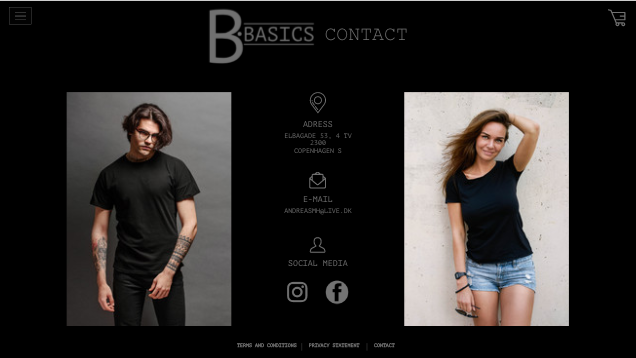 B·BASICS CONTACT
ADRESS
ELBAGADE 53, 4 TV
2300
COPENHAGEN S
E-MAIL
ANDREASMH@LIVE.DK
SOCIAL MEDIA
TERMS AND CONDITIONS | PRIVACY STATEMENT | CONTACT